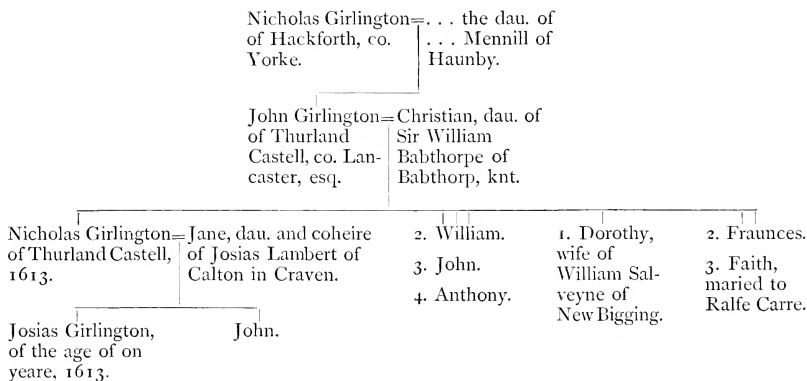 Nicholas Girlington=. . . the dau. of
of Hackforth, co. . . . Mennill of
Yorke. Haunby.
John Girlington=Christian, dau. of
of Thurland Sir William
Castell, co. Lan- Babthorpe of
caster, esq. Babthorp, knt.
Nicholas Girlington=Jane, dau. and coheire
of Thurland Castell, of Josias Lambert of
1613. Calton in Craven.
2. William.
3. John.
4. Anthony.
1. Dorothy,
wife of
William Sal-
veyne of
New Bigging.
2. Fraunces.
3. Faith,
maried to
Ralfe Carre.
Josias Girlington,
of the age of on
yeare, 1613.
John.